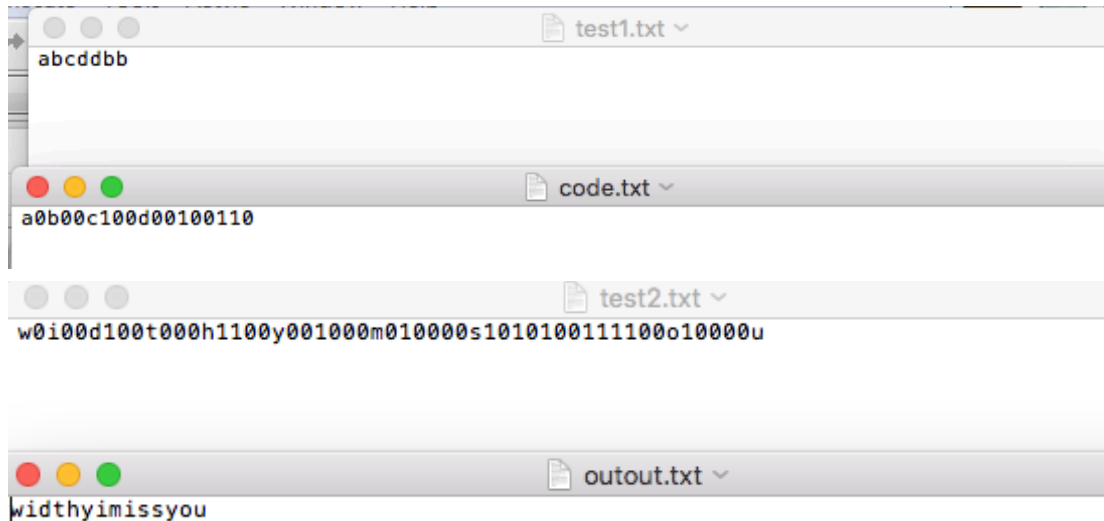 test1.txt
abcddbb
code.txt
a0b00c100d00100110
test2.txt
w0i00d100t000h1100y001000m010000s1010100111100o10000u
outout.txt
widthyimissyou